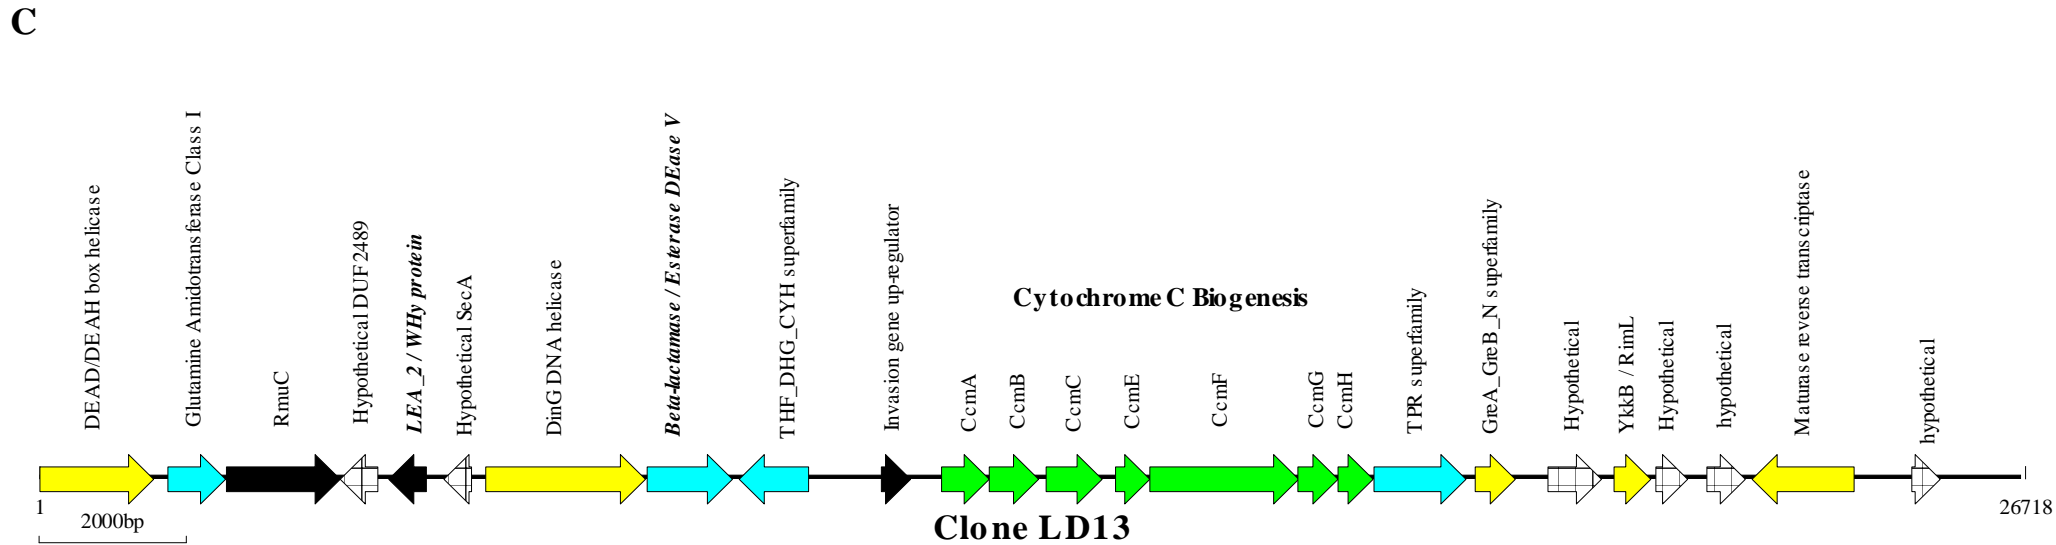 C
DEAD/DEAH box helicase
Glutamine Amidotransferase Class I
RmuC
Hypothetical DUF2489
LEA_2 / WHy protein
Hypothetical SecA
DinG DNA helicase
Beta-lactamase / Esterase DEase V
THF_DHG_CYH superfamily
Invasion gene up-regulator
Cytochrome C Biogenesis
CcmA
CcmB
CcmC
CcmE
CcmF
CcmG
CcmH
TPR superfamily
GreA_GreB_N superfamily
Hypothetical
YkkB / RimL
Hypothetical
hypothetical
Maturase reverse transcriptase
hypothetical
1
26718
2000bp
Clone LD13